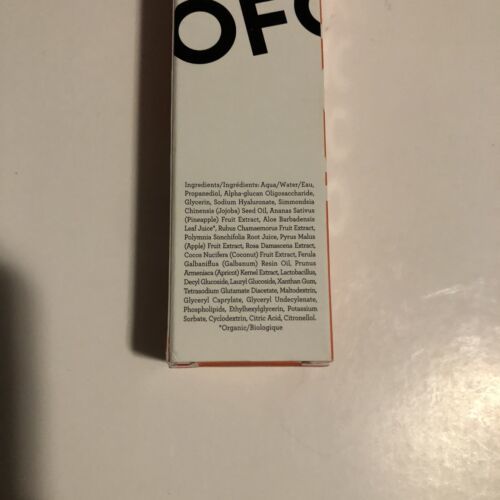 OFO
Ingredients/Ingrédients: Aqua/Water/Eau,
Propanediol, Alpha-glucan Oligosaccharide,
Glycerin, Sodium Hyaluronate, Simmondsia
Chinensis (Jojoba) Seed Oil, Ananas Sativus
(Pineapple) Fruit Extract, Aloe Barbadensis
Leaf Juice*, Rubus Chamaemorus Fruit Extract,
Polymnia Sonchifolia Root Juice, Pyrus Malus
(Apple) Fruit Extract, Rosa Damascena Extract,
Cocos Nucifera (Coconut) Fruit Extract, Ferula
Galbaniflua (Galbanum) Resin Oil, Prunus
Armeniaca (Apricot) Kernel Extract, Lactobacillus,
Decyl Glucoside, Lauryl Glucoside, Xanthan Gum,
Tetrasodium Glutamate Diacetate, Maltodextrin,
Glyceryl Caprylate, Glyceryl Undecylenate,
Phospholipids, Ethylhexylglycerin, Potassium
Sorbate, Cyclodextrin, Citric Acid, Citronellol.
*Organic/Biologique